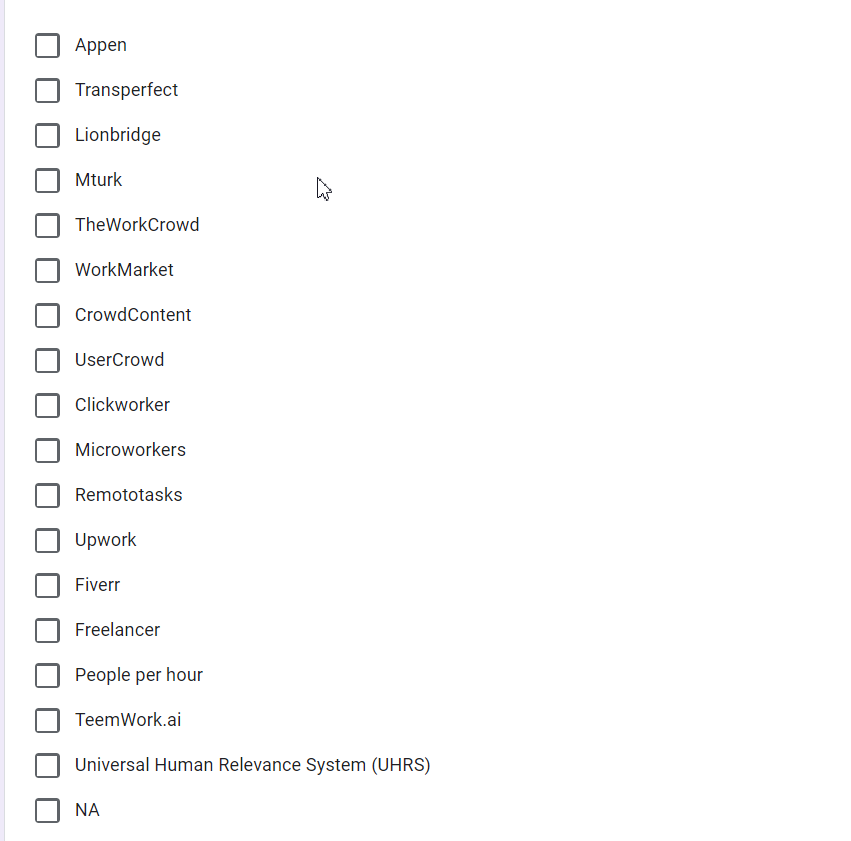 Appen
Transperfect
Lionbridge
Mturk
TheWorkCrowd
WorkMarket
CrowdContent
UserCrowd
Clickworker
Microworkers
Remototasks
Upwork
Fiverr
Freelancer
People per hour
TeemWork.ai
Universal Human Relevance System (UHRS)
NA